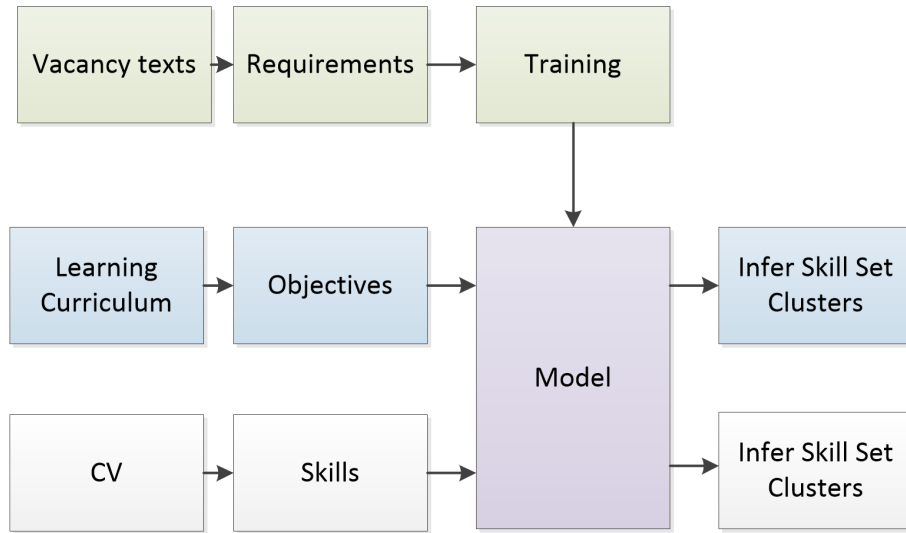 Vacancy texts
Requirements
Training
Learning
Curriculum
Objectives
Infer Skill Set
Clusters
Model
CV
Skills
Infer Skill Set
Clusters